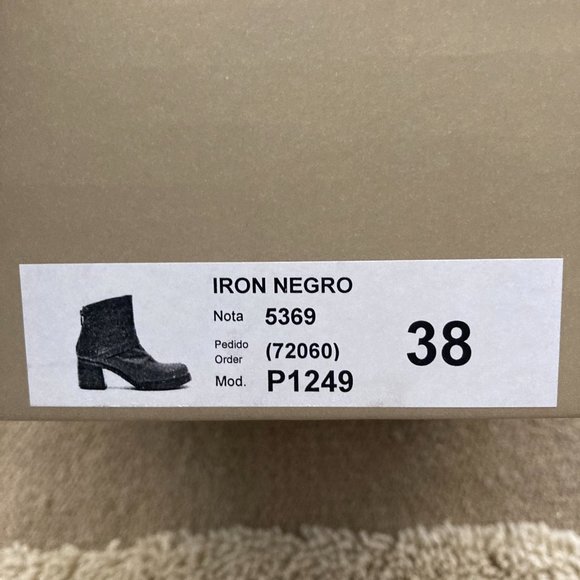 IRON NEGRO
Nota 5369
Pedido
Order (72060)
Mod. P1249
38